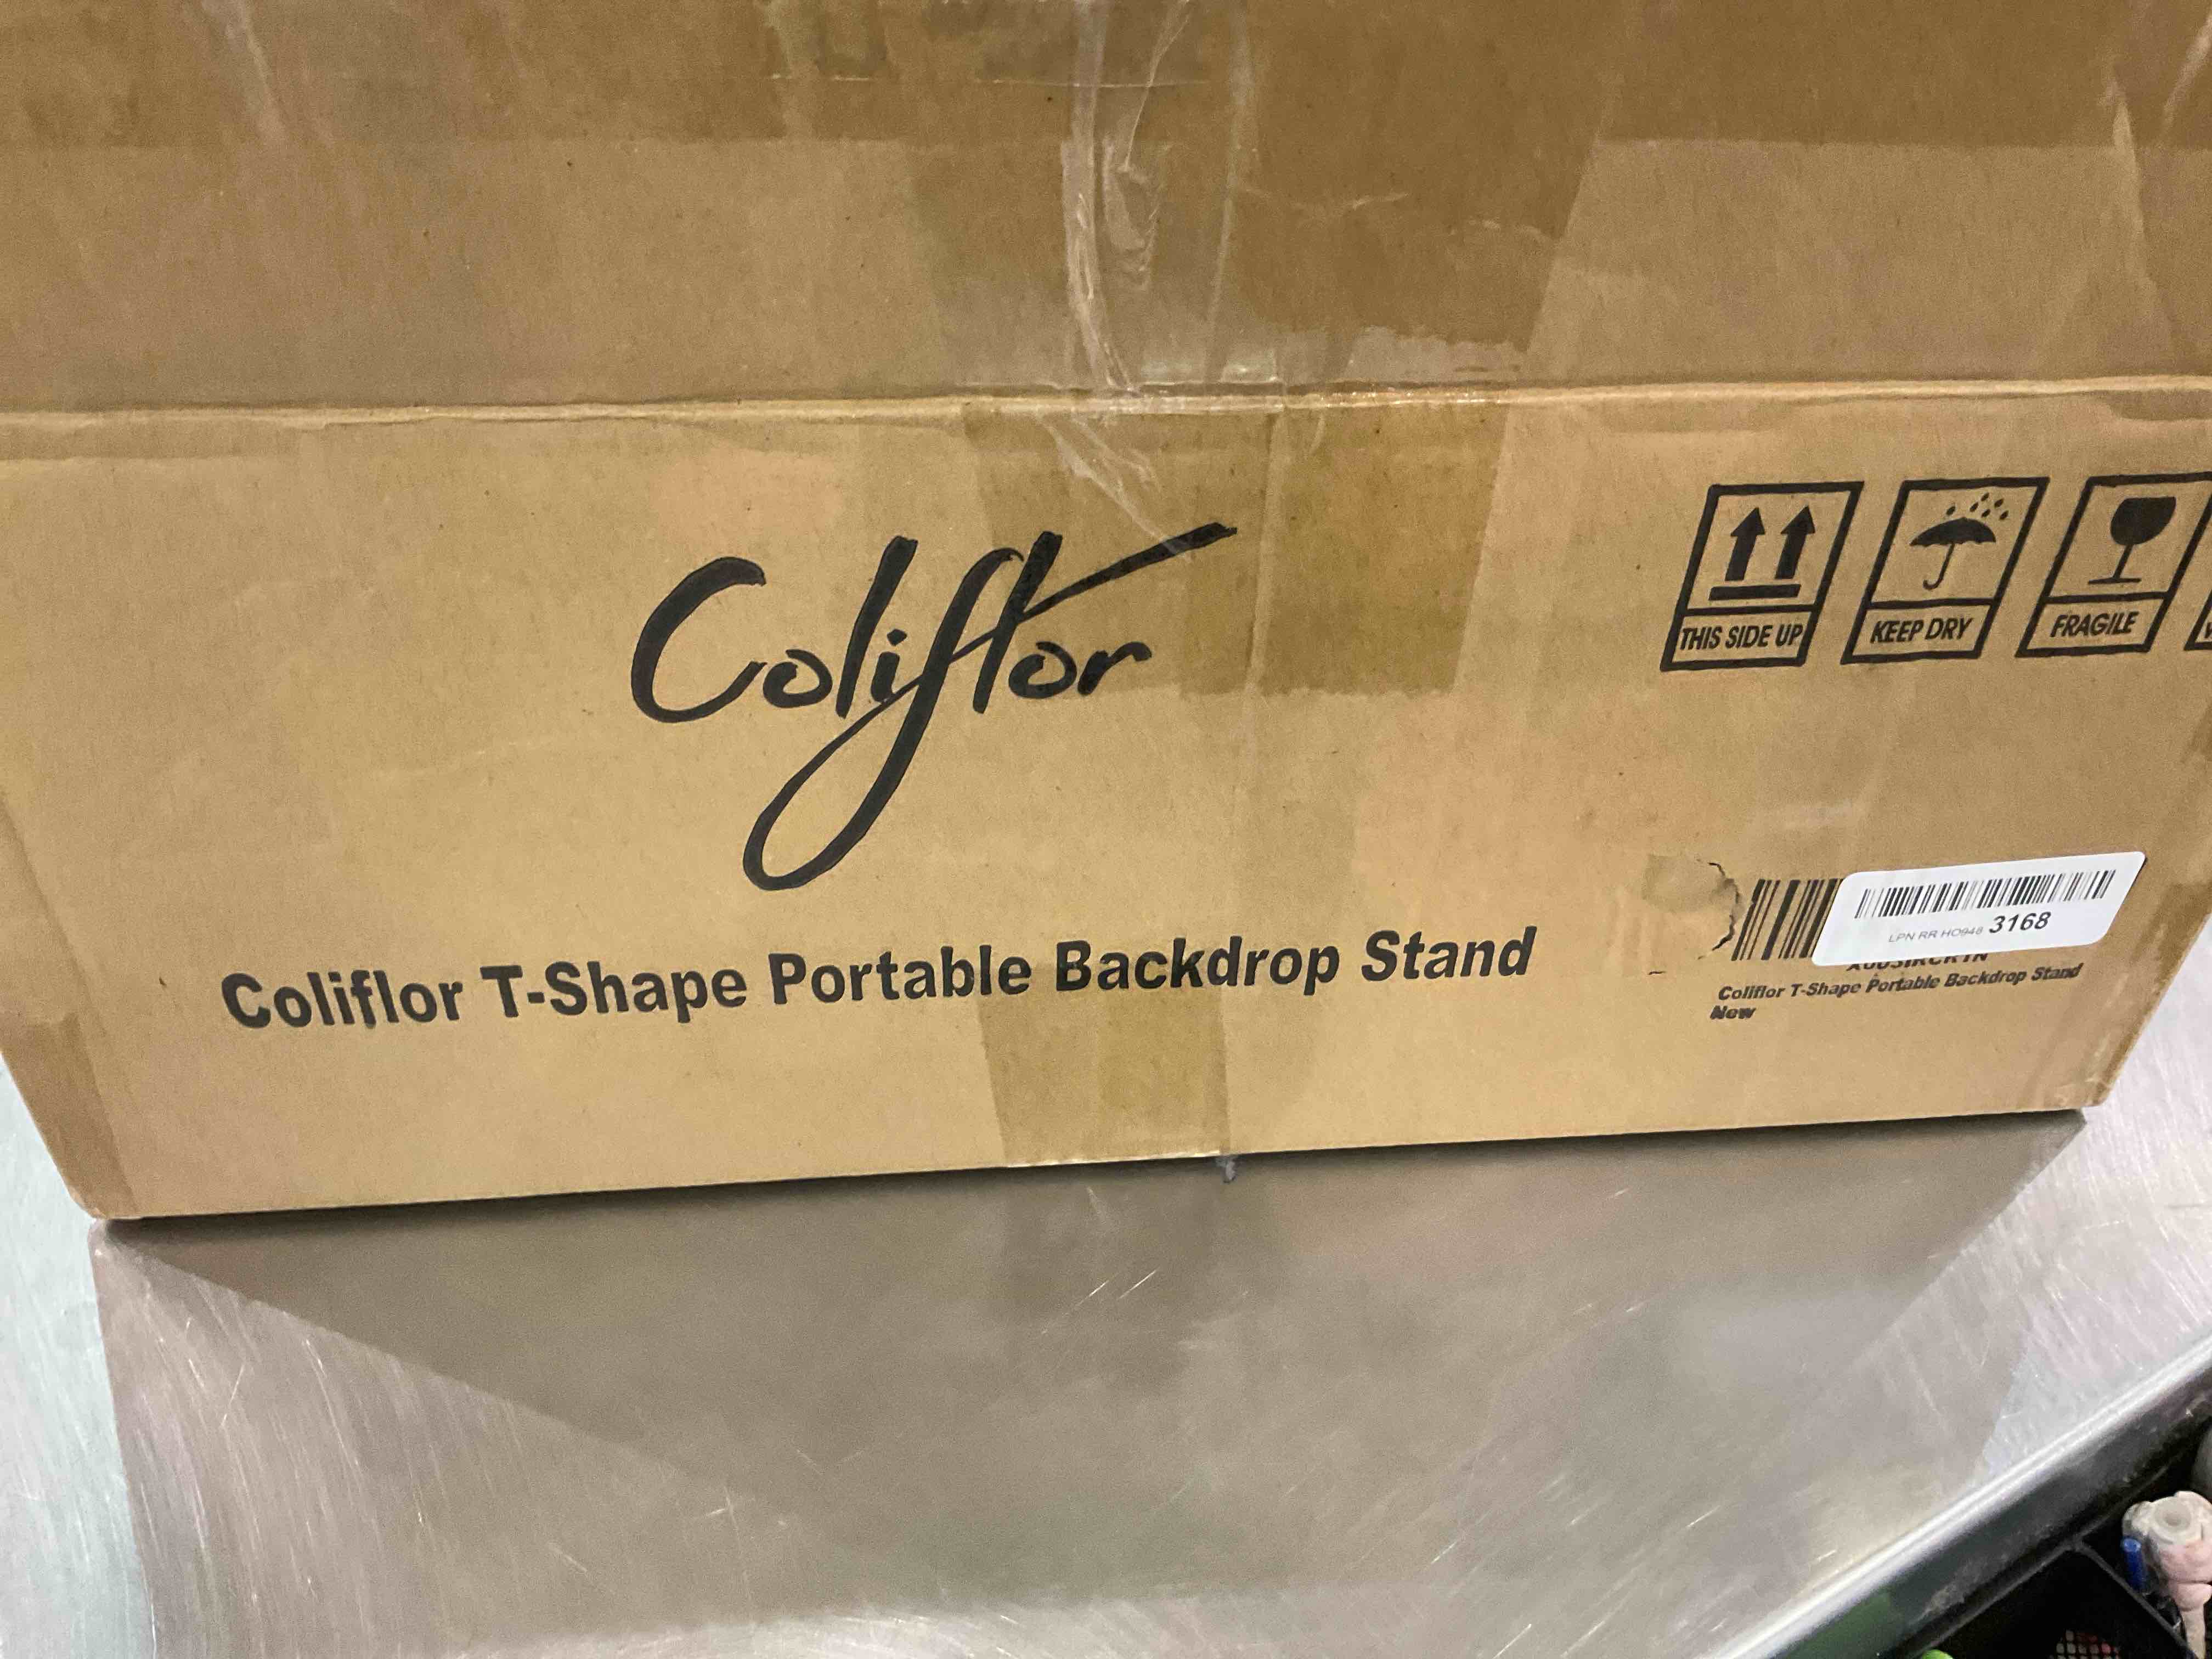 Coliflor
THIS SIDE UP
KEEP DRY
FRAGILE
Coliflor T-Shape Portable Backdrop Stand
LPN RR HO948 3168
Coliflor T-Shape Portable Backdrop Stand
New